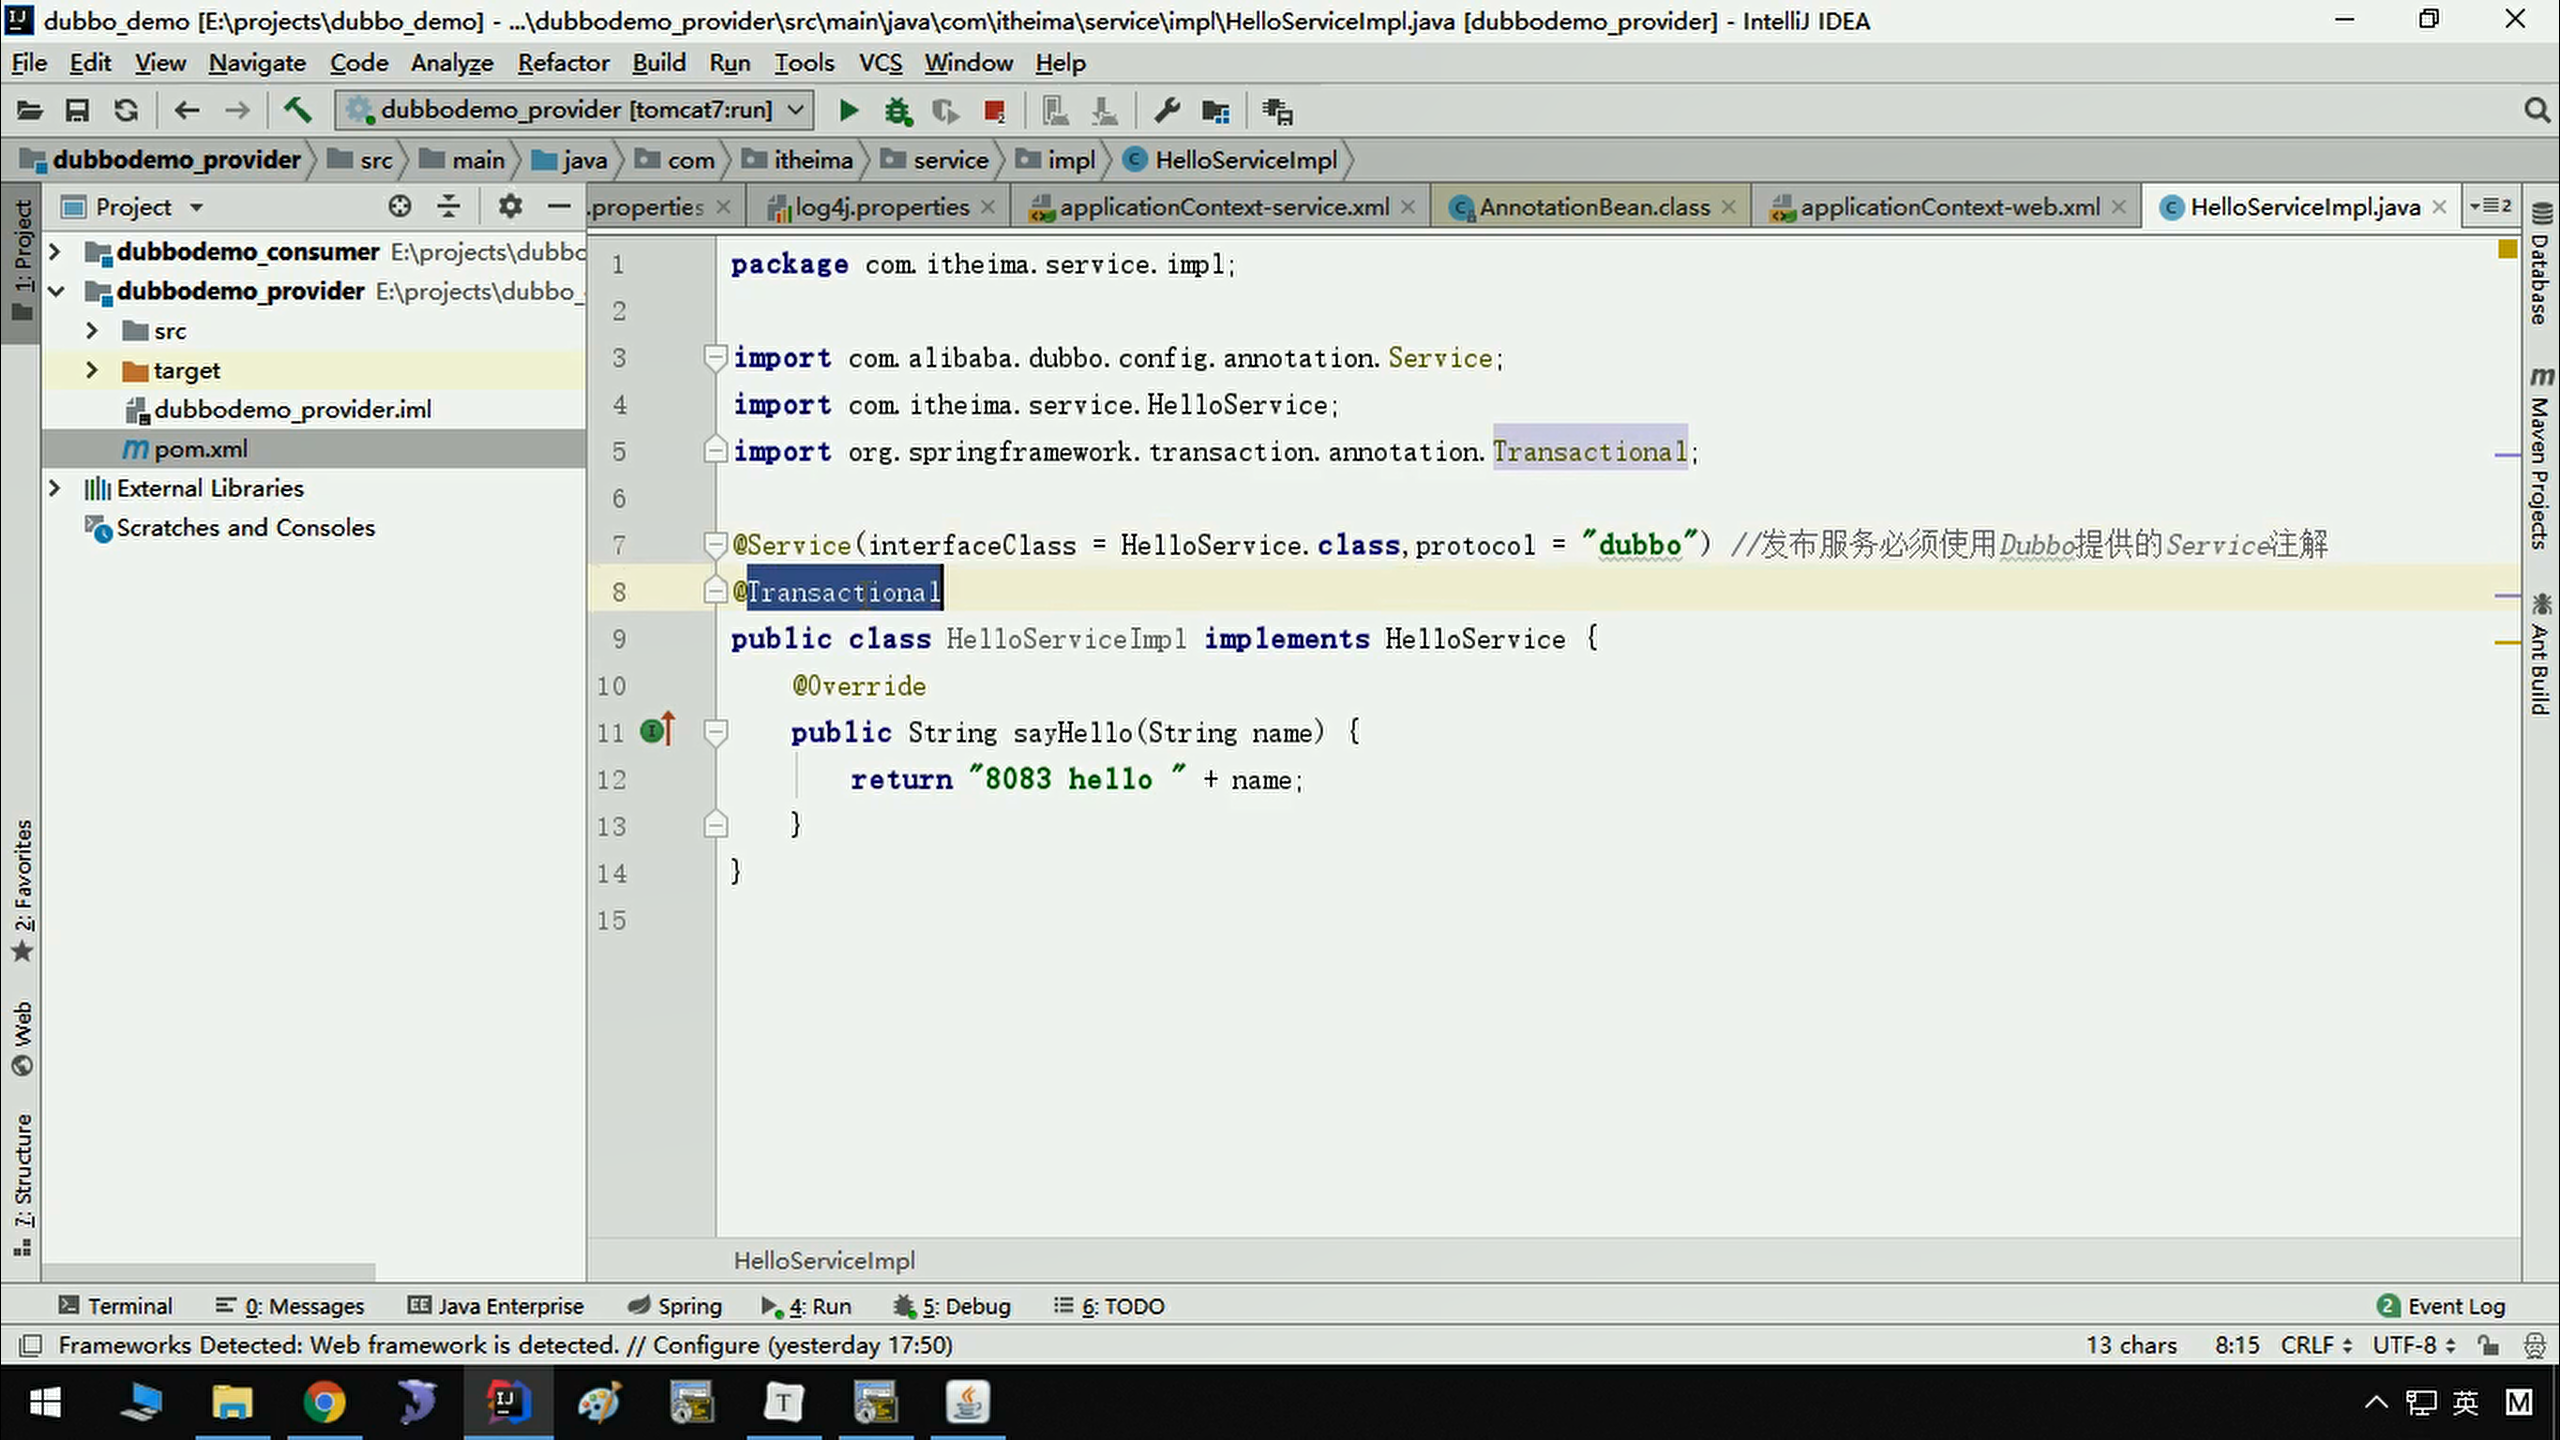 dubbo_demo [E:\projects\dubbo_demo] - ...\dubbodemo_provider\src\main\java\com\itheima\service\impl\HelloServiceImpl.java [dubbodemo_provider] - IntelliJ IDEA
File Edit View Navigate Code Analyze Refactor Build Run Tools VCS Window Help
dubbodemo_provider [tomcat7:run]
dubbodemo_provider src main java com itheima service impl HelloServiceImpl
Project
.properties log4j.properties applicationContext-service.xml AnnotationBean.class applicationContext-web.xml HelloServiceImpl.java 2
1: Project
2: Favorites
Web
7: Structure
dubbodemo_consumer E:\projects\dubbo
dubbodemo_provider E:\projects\dubbo_
src
target
dubbodemo_provider.iml
pom.xml
External Libraries
Scratches and Consoles
1 package com.itheima.service.impl;
2
3 import com.alibaba.dubbo.config.annotation.Service;
4 import com.itheima.service.HelloService;
5 import org.springframework.transaction.annotation.Transactional;
6
7 @Service(interfaceClass = HelloService.class,protocol = "dubbo") //发布服务必须使用Dubbo提供的Service注解
8 @Transactional
9 public class HelloServiceImpl implements HelloService {
10 @Override
11 public String sayHello(String name) {
12 return "8083 hello " + name;
13 }
14 }
15
HelloServiceImpl
Database
Maven Projects
Ant Build
Terminal 0: Messages Java Enterprise Spring 4: Run 5: Debug 6: TODO 2 Event Log
Frameworks Detected: Web framework is detected. // Configure (yesterday 17:50) 13 chars 8:15 CRLF UTF-8
英 M